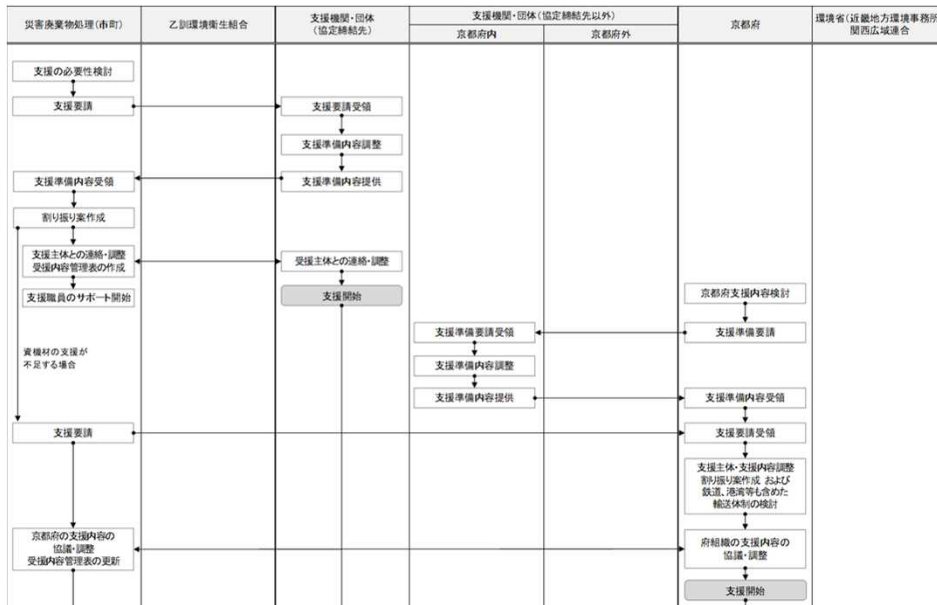 災害廃棄物処理(市町)
乙訓環境衛生組合
支援機関・団体
(協定締結先)
支援機関・団体(協定締結先以外)
京都府内
京都府外
京都府
環境省(近畿地方環境事務所
関西広域連合
支援の必要性検討
支援要請
支援要請受領
支援準備内容調整
支援準備内容受領
支援準備内容提供
割り振り案作成
支援主体との連絡・調整
受援内容管理表の作成
受援主体との連絡・調整
支援職員のサポート開始
支援開始
京都府支援内容検討
支援準備要請受領
支援準備要請
資機材の支援が
不足する場合
支援準備内容調整
支援準備内容提供
支援準備内容受領
支援要請
支援要請受領
支援主体・支援内容調整
割り振り案作成 および
鉄道、港湾等も含めた
輸送体制の検討
京都府の支援内容の
協議・調整
受援内容管理表の更新
府組織の支援内容の
協議・調整
支援開始